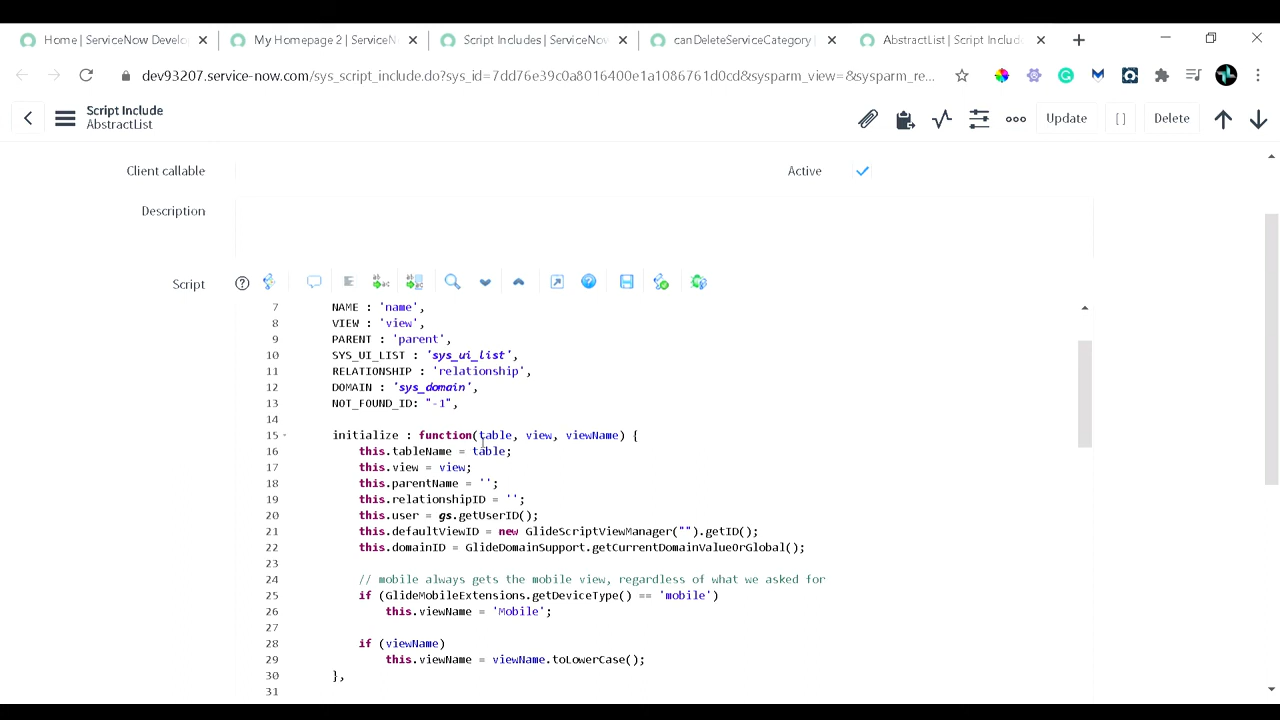 Home | ServiceNow Develo
My Homepage 2 | ServiceN
Script Includes | ServiceNow
canDeleteServiceCategory |
AbstractList | Script Includ
dev93207.service-now.com/sys_script_include.do?sys_id=7dd76e39c0a8016400e1a1086761d0cd&sysparm_view=&sysparm_re...
Script Include
AbstractList
Update
[ ]
Delete
Client callable
Active
Description
Script
7 NAME : 'name',
8 VIEW : 'view',
9 PARENT : 'parent',
10 SYS_UI_LIST : 'sys_ui_list',
11 RELATIONSHIP : 'relationship',
12 DOMAIN : 'sys_domain',
13 NOT_FOUND_ID: "-1",
14
15 initialize : function(table, view, viewName) {
16 this.tableName = table;
17 this.view = view;
18 this.parentName = '';
19 this.relationshipID = '';
20 this.user = gs.getUserID();
21 this.defaultViewID = new GlideScriptViewManager("").getID();
22 this.domainID = GlideDomainSupport.getCurrentDomainValueOrGlobal();
23
24 // mobile always gets the mobile view, regardless of what we asked for
25 if (GlideMobileExtensions.getDeviceType() == 'mobile')
26 this.viewName = 'Mobile';
27
28 if (viewName)
29 this.viewName = viewName.toLowerCase();
30 },
31